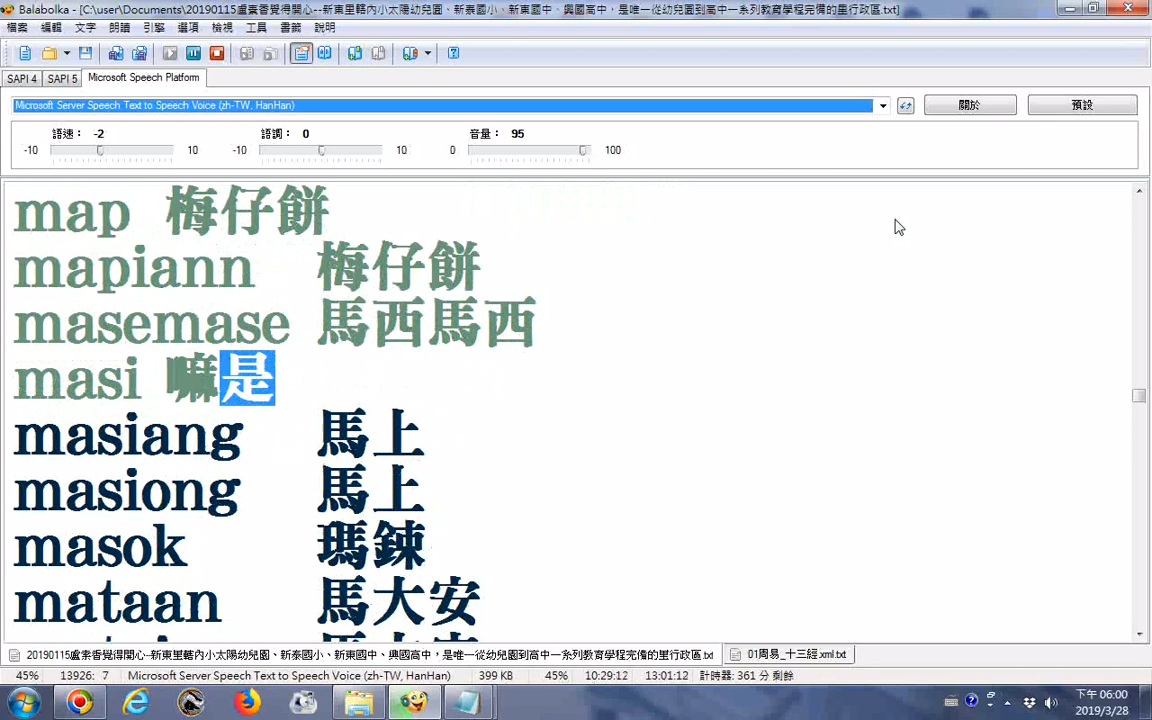 Balabolka - [C:\user\Documents\20190115盧素香覺得開心--新東里轄內小太陽幼兒園、新泰國小、新東國中、興國高中，是唯一從幼兒園到高中一系列教育學程完備的里行政區.txt]
檔案 編輯 文字 朗讀 引擎 選項 檢視 工具 書籤 說明
SAPI 4 SAPI 5 Microsoft Speech Platform
Microsoft Server Speech Text to Speech Voice (zh-TW, HanHan) 關於 預設
語速： -2 語調： 0 音量： 95
-10 10 -10 10 0 100
map 梅仔餅
mapiann 梅仔餅
masemase 馬西馬西
masi 嘛是
masiang 馬上
masiong 馬上
masok 瑪鍊
mataan 馬大安
20190115盧素香覺得開心--新東里轄內小太陽幼兒園、新泰國小、新東國中、興國高中，是唯一從幼兒園到高中一系列教育學程完備的里行政區.txt 01周易_十三經.xml.txt
45% 13926: 7 Microsoft Server Speech Text to Speech Voice (zh-TW, HanHan) 399 KB 45% 10:29:12 13:01:12 計時器: 361 分 剩餘
下午 06:00
2019/3/28